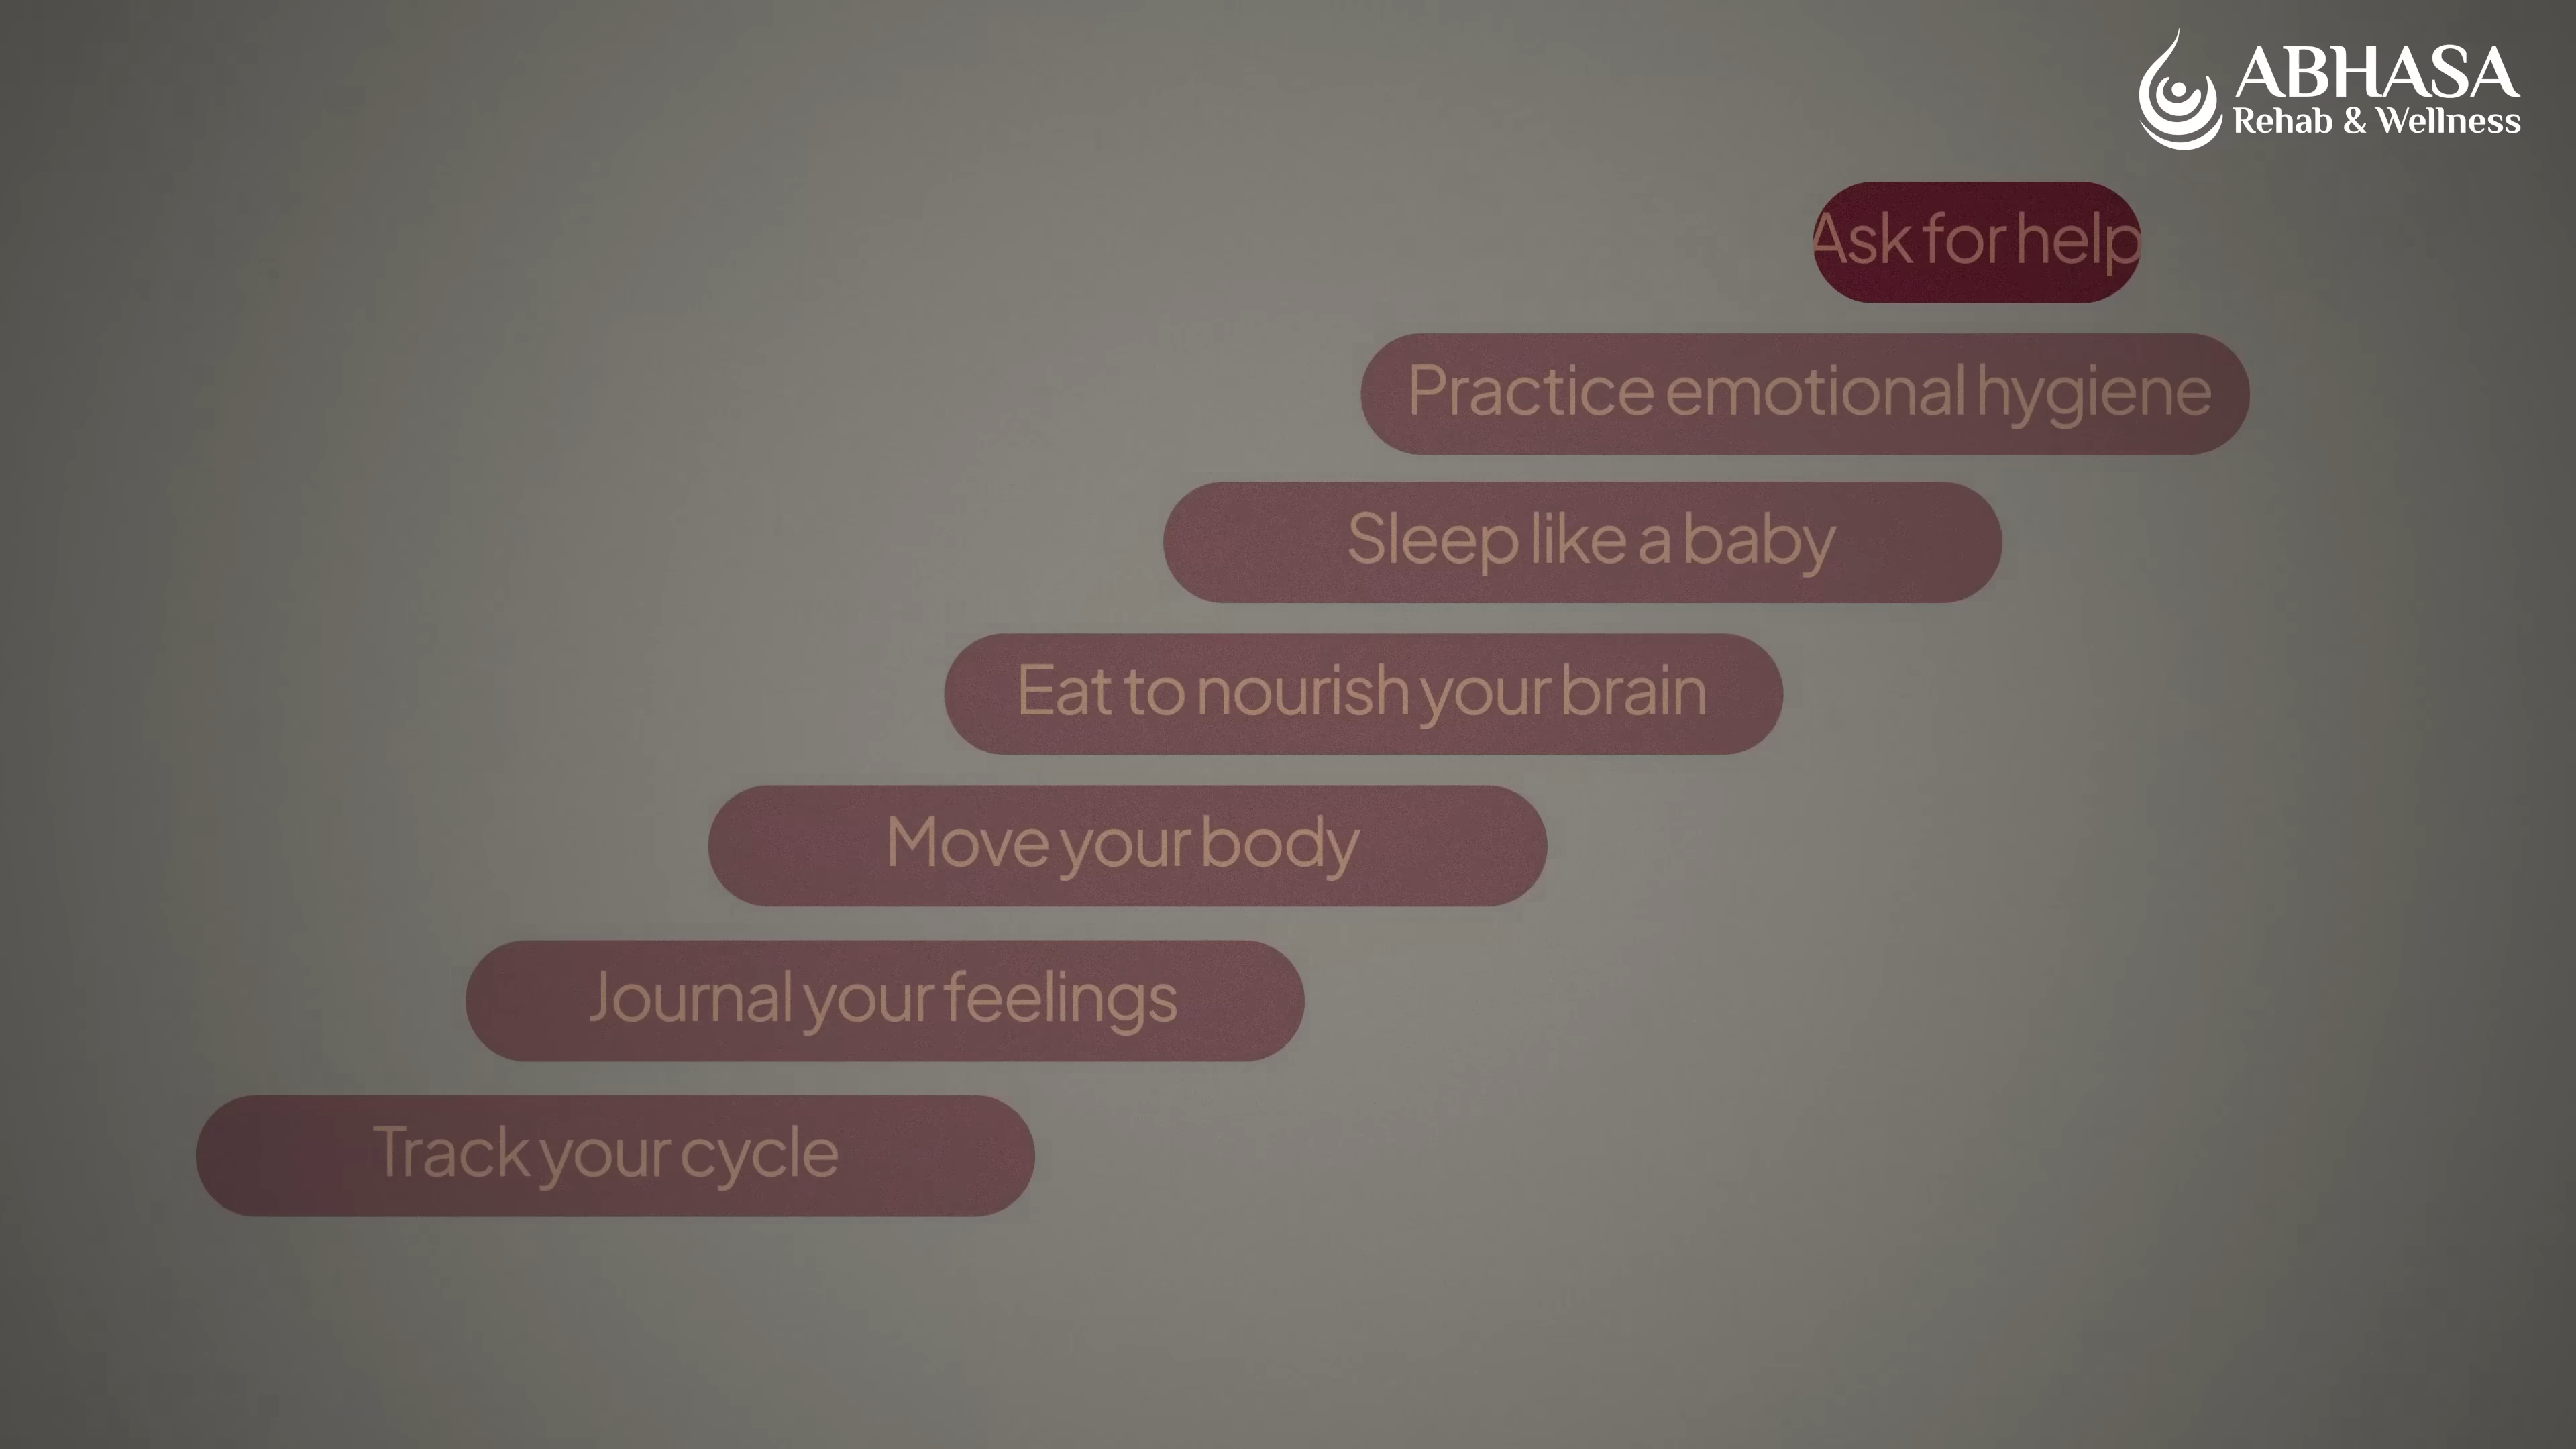 ABHASA
Rehab & Wellness
Ask for help
Practice emotional hygiene
Sleep like a baby
Eat to nourish your brain
Move your body
Journal your feelings
Track your cycle